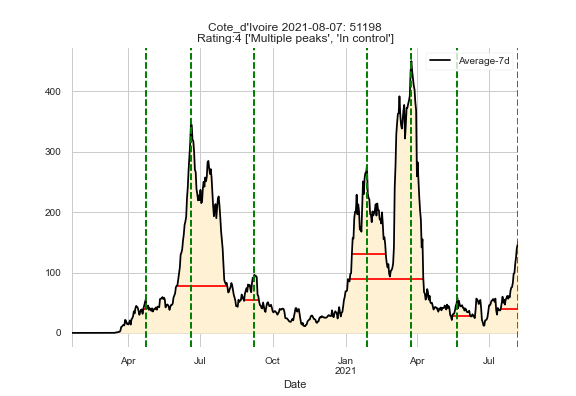 Cote_d'Ivoire 2021-08-07: 51198
Rating:4 ['Multiple peaks', 'In control']
Average-7d
400
300
200
100
0
Apr
Jul
Oct
Jan
2021
Apr
Jul
Date